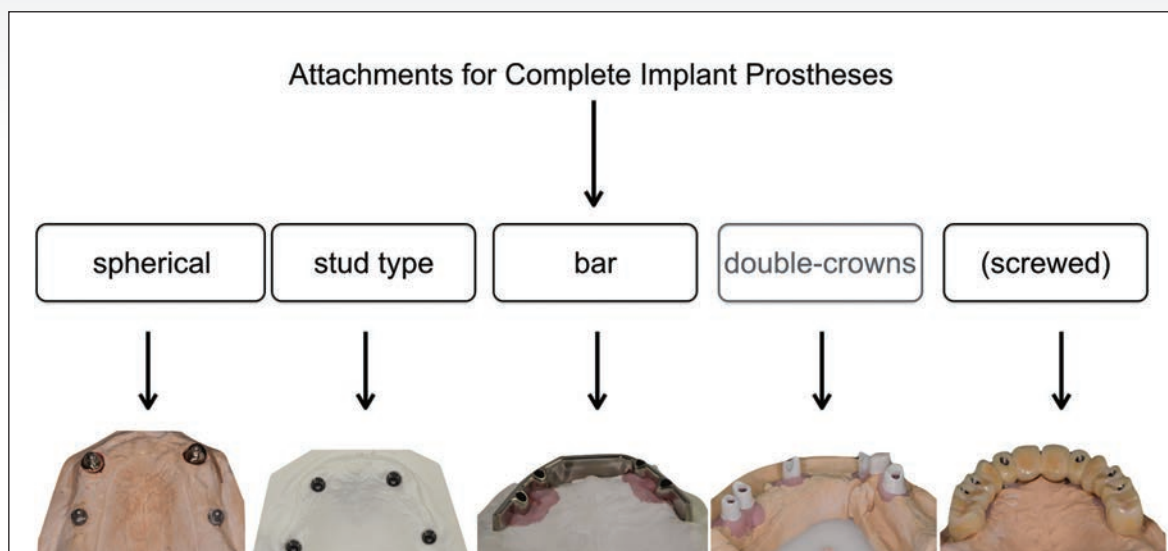 Attachments for Complete Implant Prostheses
spherical
stud type
bar
double-crowns
(screwed)